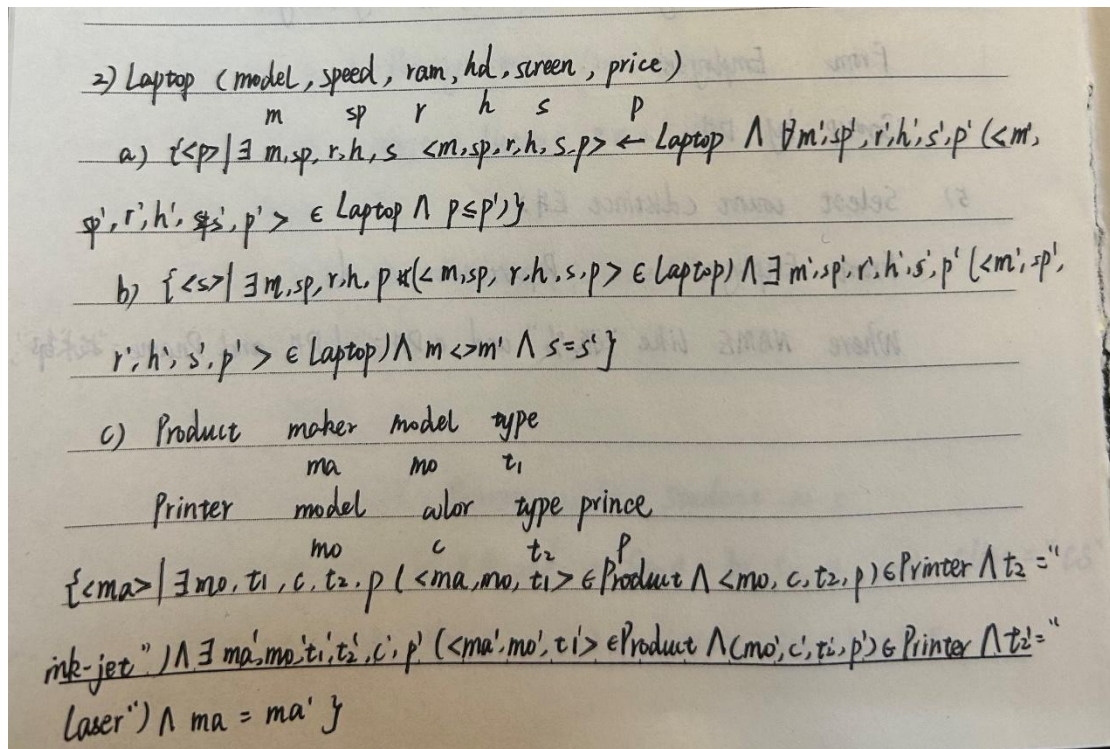 2) Laptop (model, speed, ram, hd, screen, price)
m sp r h s p
a) {<p>|∃ m,sp,r,h,s <m,sp,r,h,s,p> ← Laptop ∧ ∀m',sp',r',h',s',p' (<m',
sp',r',h',s',p'> ∈ Laptop ∧ p≤p')}
b) {<s>|∃m,sp,r,h,p (<m,sp,r,h,s,p> ∈ Laptop) ∧ ∃ m',sp',r',h',s',p' (<m',sp',
r',h',s',p'> ∈ Laptop) ∧ m <> m' ∧ s=s'}
c) Product maker model type
ma mo t₁
Printer model color type prince
mo c t₂ p
{<ma>|∃mo,t₁,c,t₂,p (<ma,mo,t₁> ∈ Product ∧ <mo,c,t₂,p) ∈ Printer ∧ t₂ = "
ink-jet") ∧ ∃ ma',mo',t₁',t₂',c',p' (<ma',mo',t₁'> ∈ Product ∧ (mo',c',t₂',p') ∈ Printer ∧ t₂' = "
Laser") ∧ ma = ma' }